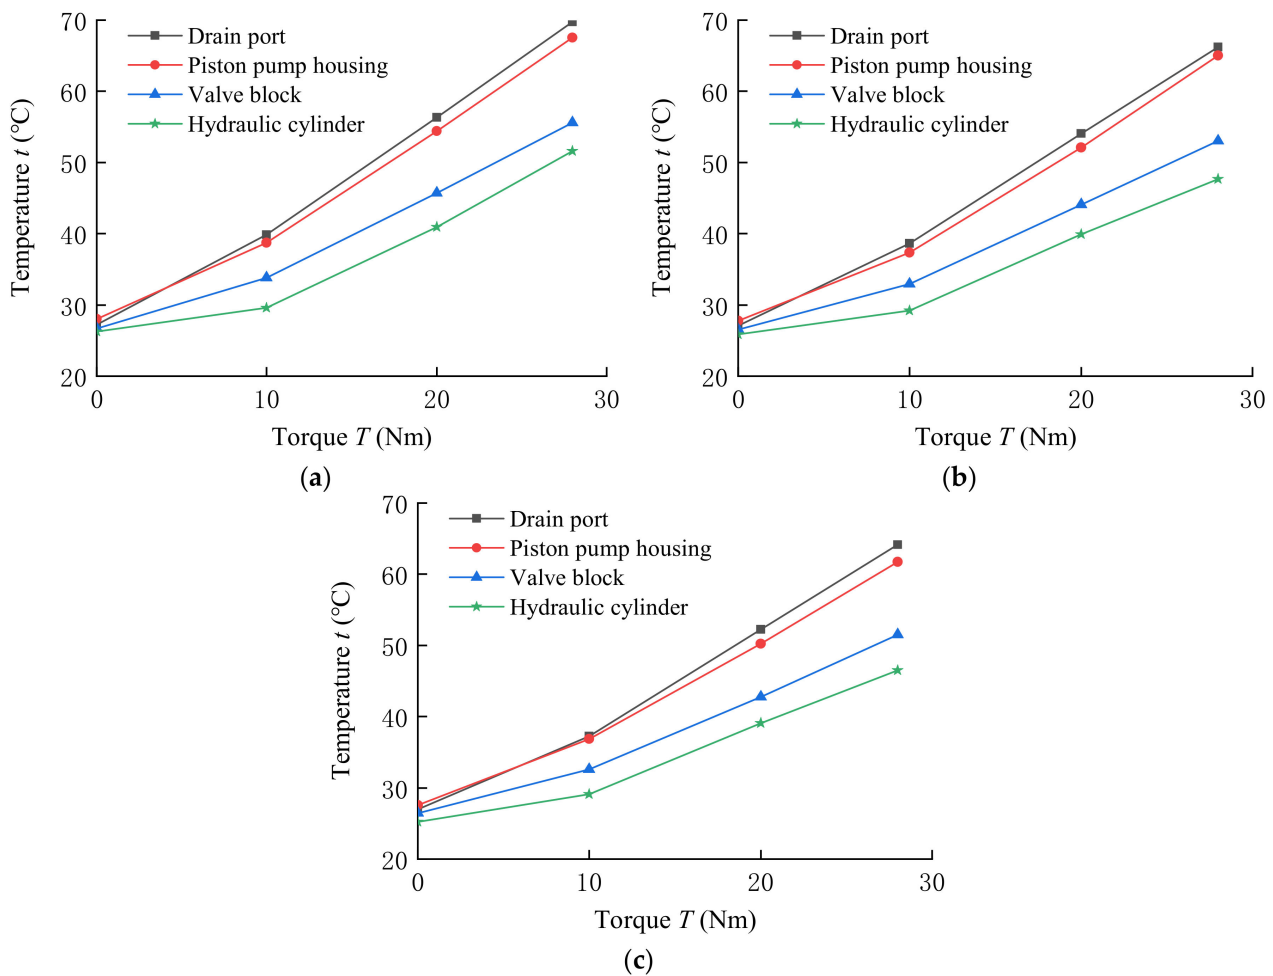 70
60
50
40
30
20
Temperature t (°C)
Drain port
Piston pump housing
Valve block
Hydraulic cylinder
0 10 20 30
Torque T (Nm)
(a)
70
60
50
40
30
20
Temperature t (°C)
Drain port
Piston pump housing
Valve block
Hydraulic cylinder
0 10 20 30
Torque T (Nm)
(b)
70
60
50
40
30
20
Temperature t (°C)
Drain port
Piston pump housing
Valve block
Hydraulic cylinder
0 10 20 30
Torque T (Nm)
(c)